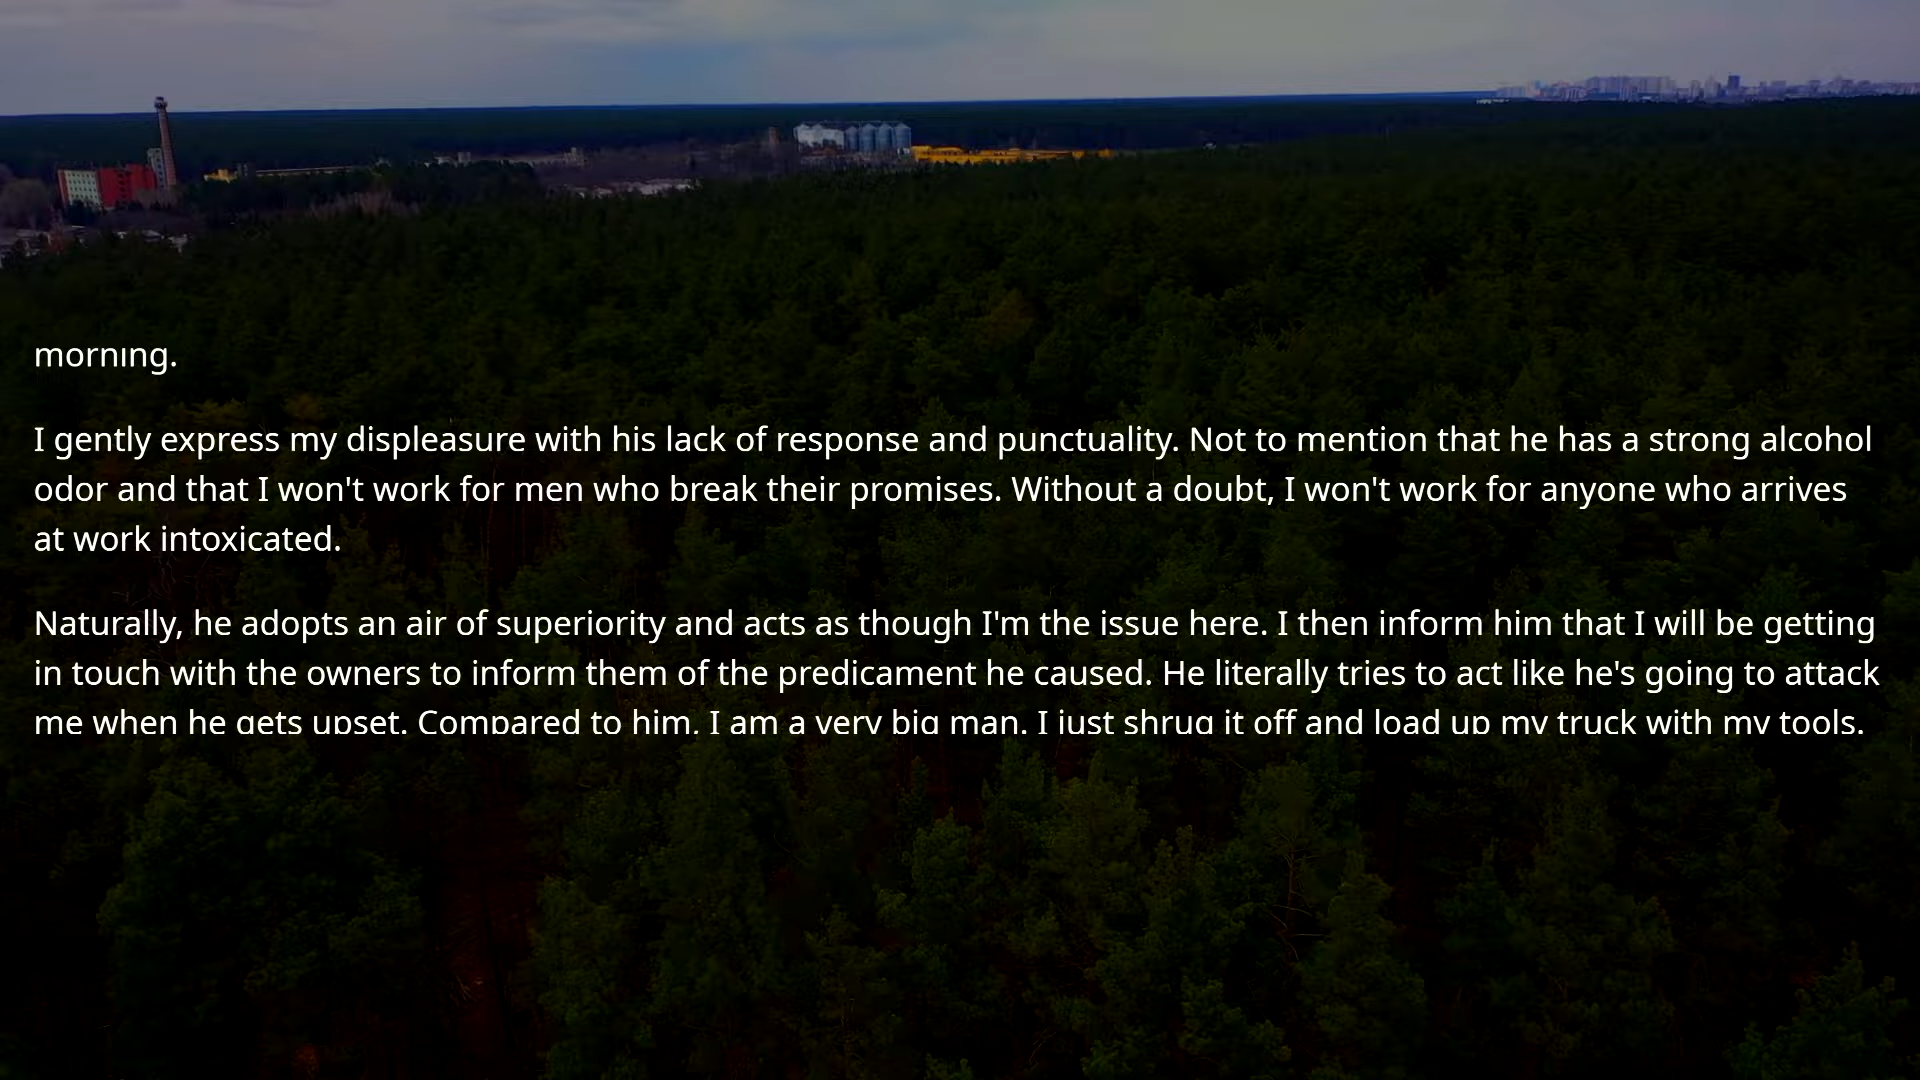 morning.
I gently express my displeasure with his lack of response and punctuality. Not to mention that he has a strong alcohol
odor and that I won't work for men who break their promises. Without a doubt, I won't work for anyone who arrives
at work intoxicated.
Naturally, he adopts an air of superiority and acts as though I'm the issue here. I then inform him that I will be getting
in touch with the owners to inform them of the predicament he caused. He literally tries to act like he's going to attack
me when he gets upset. Compared to him, I am a very big man. I just shrug it off and load up my truck with my tools.